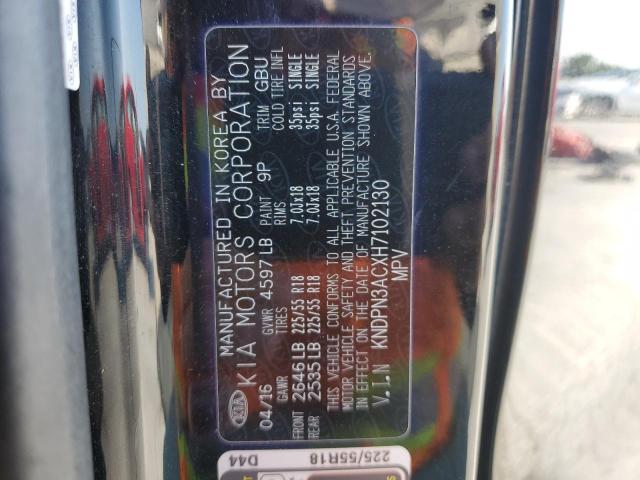 MANUFACTURED IN KOREA BY
KIA MOTORS CORPORATION
04/16 GVWR 4597LB PAINT 9P TRIM GBU
GAWR TIRES RIMS COLD TIRE INFL
FRONT 2646LB 225/55 R18 7.0Jx18 35psi SINGLE
REAR 2535LB 225/55 R18 7.0Jx18 35psi SINGLE
THIS VEHICLE CONFORMS TO ALL APPLICABLE U.S.A. FEDERAL
MOTOR VEHICLE SAFETY AND THEFT PREVENTION STANDARDS
IN EFFECT ON THE DATE OF MANUFACTURE SHOWN ABOVE.
V.I.N KNDPN3ACXH7102130
MPV
KIA
D44
225/55R18